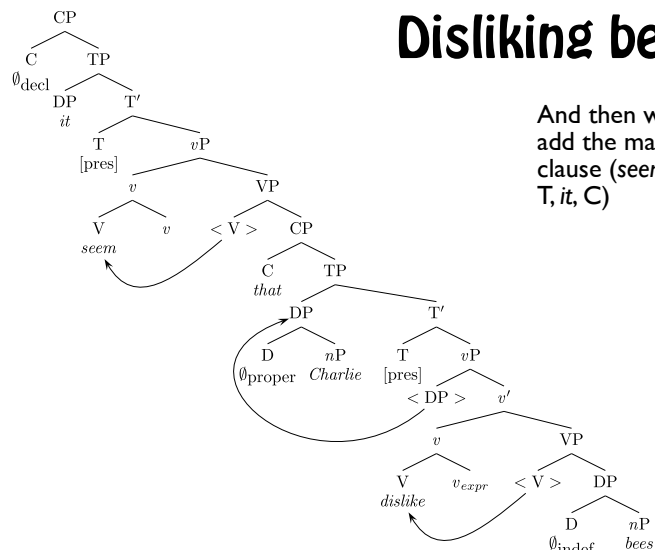 Disliking be
And then w
add the ma
clause (seem
T, it, C)
CP
C TP
∅decl
DP T′
it
T vP
[pres]
v VP
V v < V > CP
seem
C TP
that
DP T′
D nP T vP
∅proper Charlie [pres]
< DP > v′
v VP
V vexpr < V > DP
dislike
D nP
∅indef bees